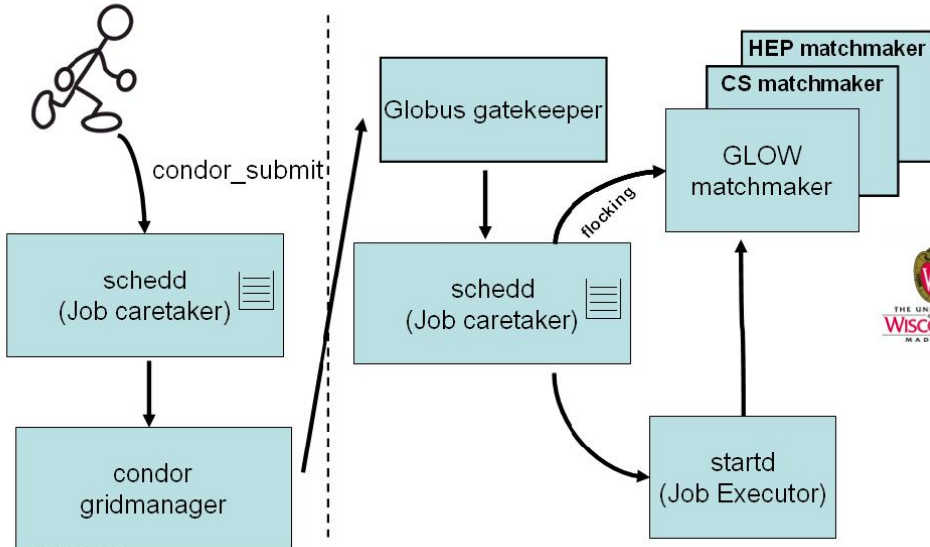 condor_submit
schedd
(Job caretaker)
condor
gridmanager
Globus gatekeeper
schedd
(Job caretaker)
flocking
HEP matchmaker
CS matchmaker
GLOW
matchmaker
startd
(Job Executor)
THE